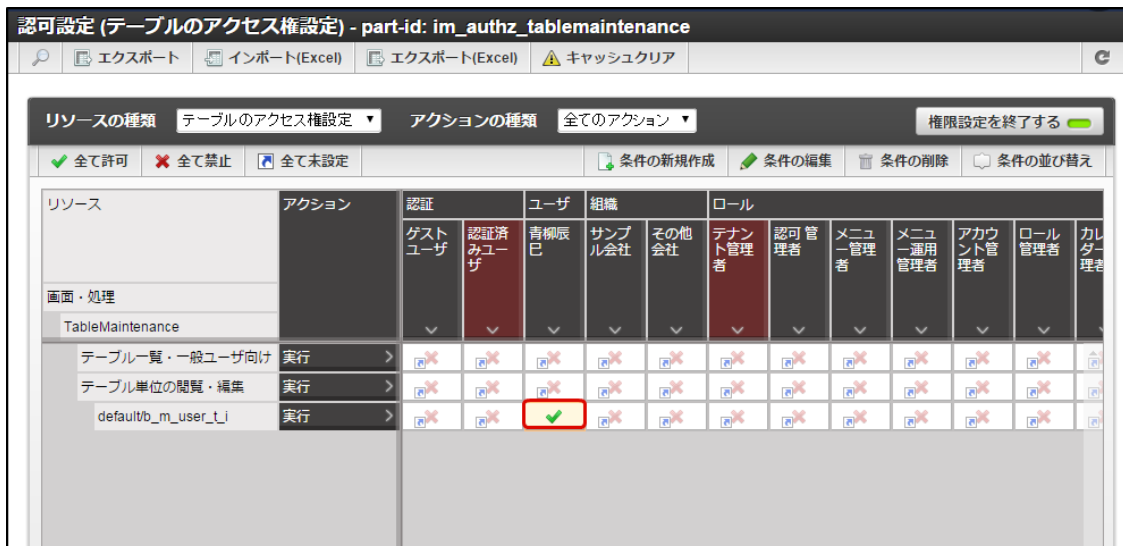 認可設定 (テーブルのアクセス権設定) - part-id: im_authz_tablemaintenance
エクスポート インポート(Excel) エクスポート(Excel) キャッシュクリア
リソースの種類 テーブルのアクセス権設定 アクションの種類 全てのアクション 権限設定を終了する
全て許可 全て禁止 全て未設定 条件の新規作成 条件の編集 条件の削除 条件の並び替え
リソース アクション 認証 ユーザ 組織 ロール
ゲスト
ユーザ
認証済
みユー
ザ
青柳辰
巳
サンプ
ル会社
その他
会社
テナン
ト管理
者
認可 管
理者
メニュ
ー管理
者
メニュ
ー運用
管理者
アカウ
ント管
理者
ロール
管理者
カレ
ダー
理者
画面・処理
TableMaintenance
テーブル一覧・一般ユーザ向け 実行
テーブル単位の閲覧・編集 実行
default/b_m_user_t_i 実行